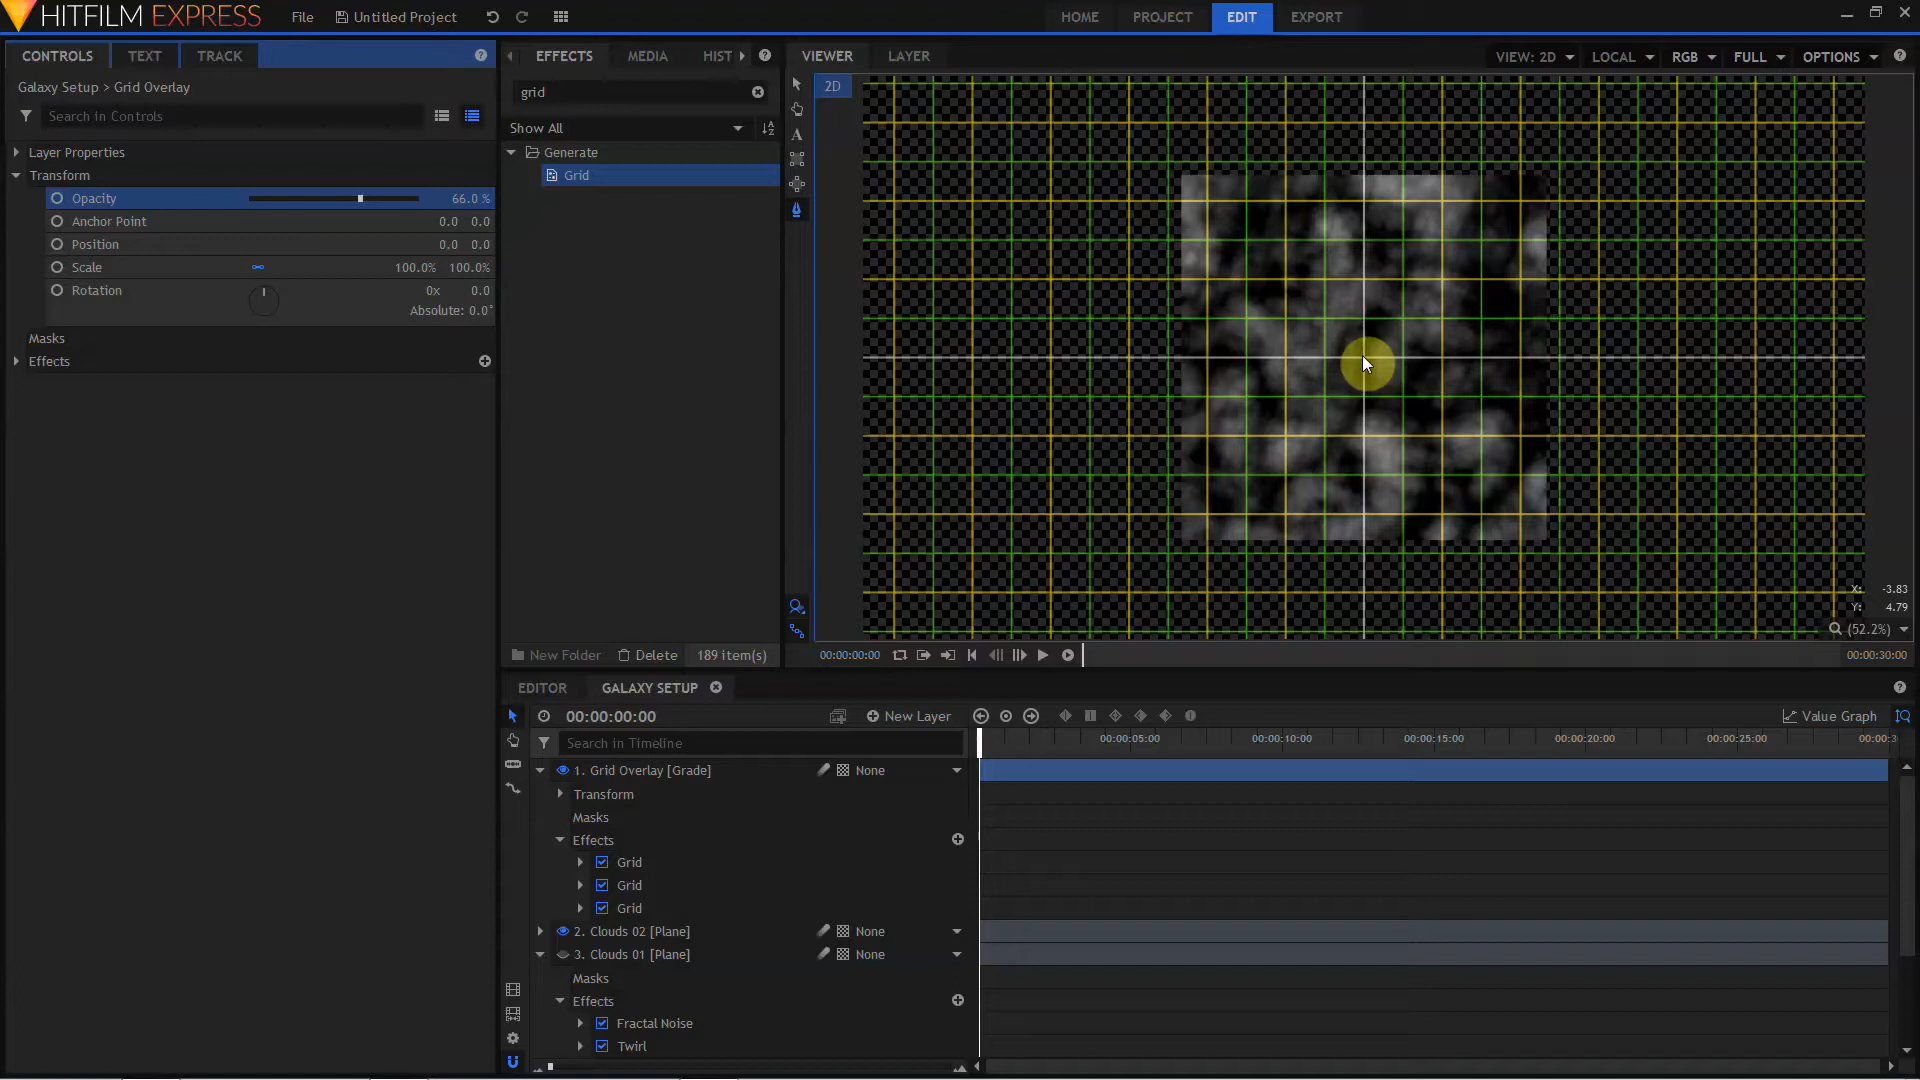 HITFILM EXPRESS File Untitled Project HOME PROJECT EDIT EXPORT
CONTROLS TEXT TRACK
Galaxy Setup > Grid Overlay
Search in Controls
Layer Properties
Transform
Opacity 66.0 %
Anchor Point 0.0 0.0
Position 0.0 0.0
Scale 100.0% 100.0%
Rotation 0x 0.0
Absolute: 0.0°
Masks
Effects
EFFECTS MEDIA HIST
grid
Show All
Generate
Grid
New Folder Delete 189 item(s)
VIEWER LAYER VIEW: 2D LOCAL RGB FULL OPTIONS
2D
X: -3.83
Y: 4.79
(52.2%)
00:00:00:00 00:00:30:00
EDITOR GALAXY SETUP
00:00:00:00 New Layer Value Graph
Search in Timeline
00:00:05:00 00:00:10:00 00:00:15:00 00:00:20:00 00:00:25:00 00:00:3
1. Grid Overlay [Grade] None
Transform
Masks
Effects
Grid
Grid
Grid
2. Clouds 02 [Plane] None
3. Clouds 01 [Plane] None
Masks
Effects
Fractal Noise
Twirl